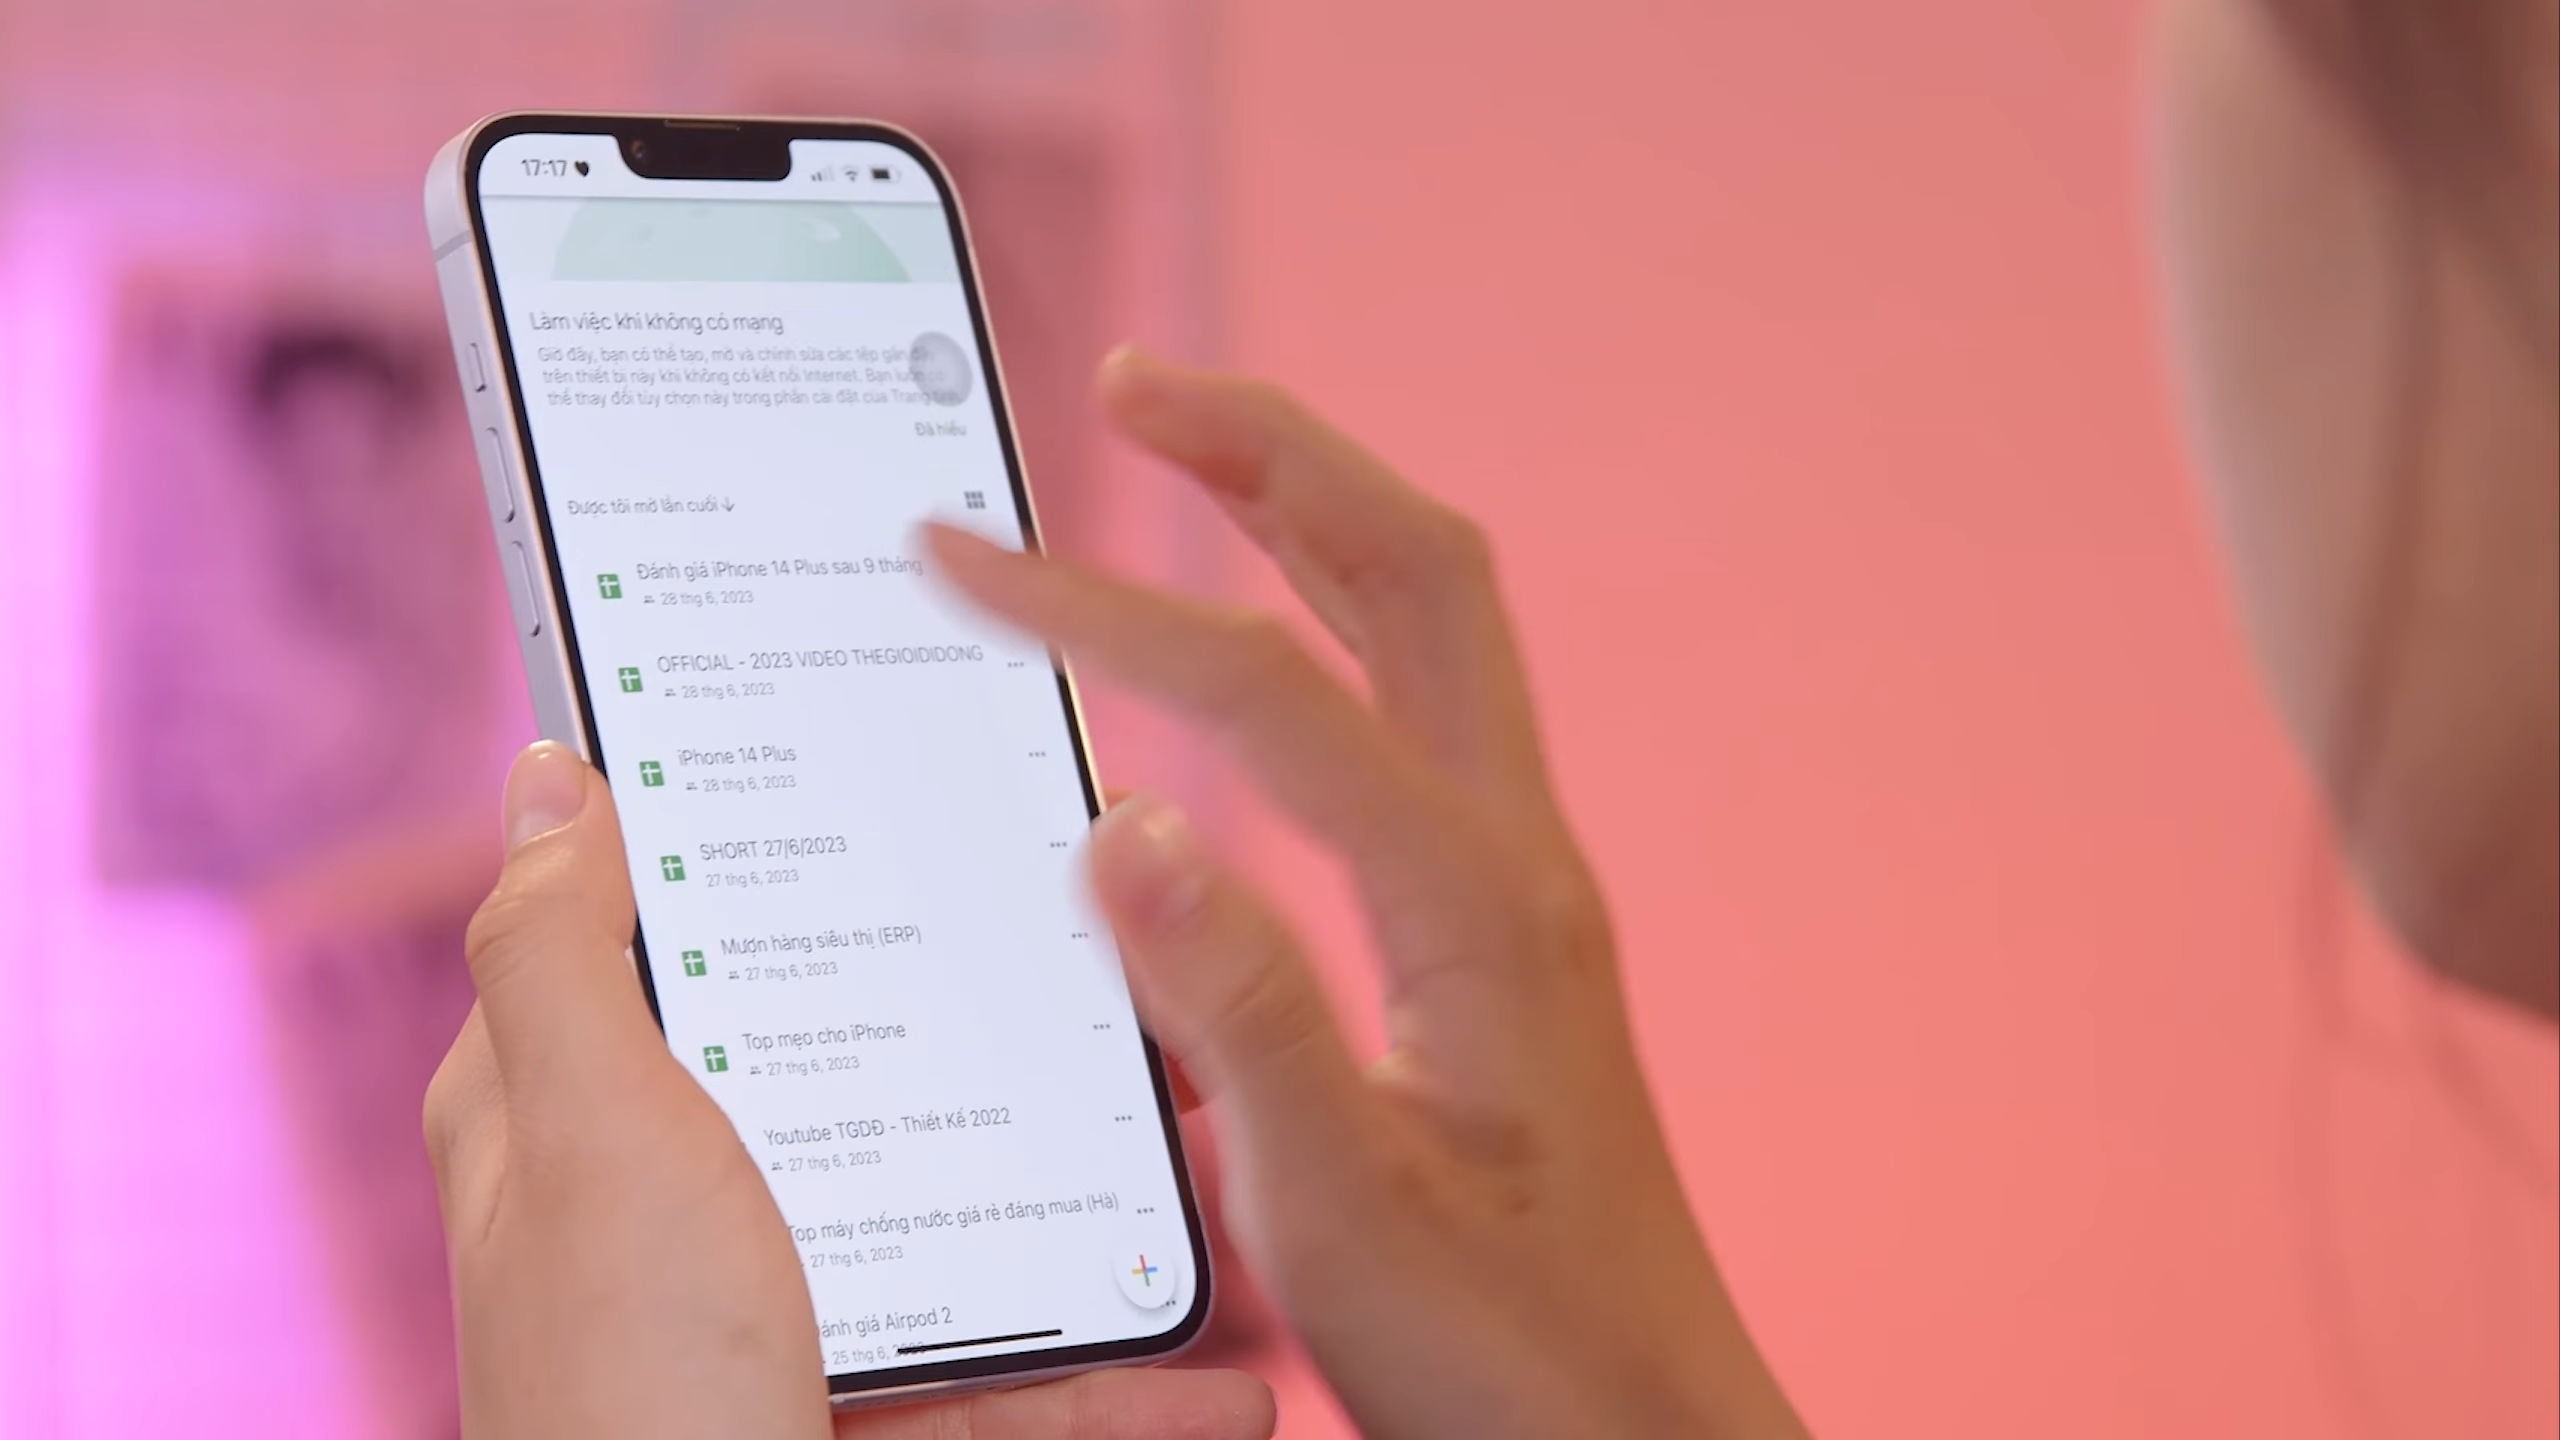 17:17
Làm việc khi không có mạng
Giờ đây, bạn có thể tạo, mở và chỉnh sửa các tệp gần
trên thiết bị này khi không có kết nối Internet. Bạn luôn
thể thay đổi tùy chọn này trong phần cài đặt của Trang
Đã hiểu
Được tôi mở lần cuối ↓
Đánh giá iPhone 14 Plus sau 9 tháng
28 thg 6, 2023
OFFICIAL - 2023 VIDEO THEGIOIDIDONG
28 thg 6, 2023
iPhone 14 Plus
28 thg 6, 2023
SHORT 27/6/2023
27 thg 6, 2023
Mượn hàng siêu thị (ERP)
27 thg 6, 2023
Top mẹo cho iPhone
27 thg 6, 2023
Youtube TGDĐ - Thiết Kế 2022
27 thg 6, 2023
Top máy chống nước giá rẻ đáng mua (Hà)
27 thg 6, 2023
ánh giá Airpod 2
25 thg 6,